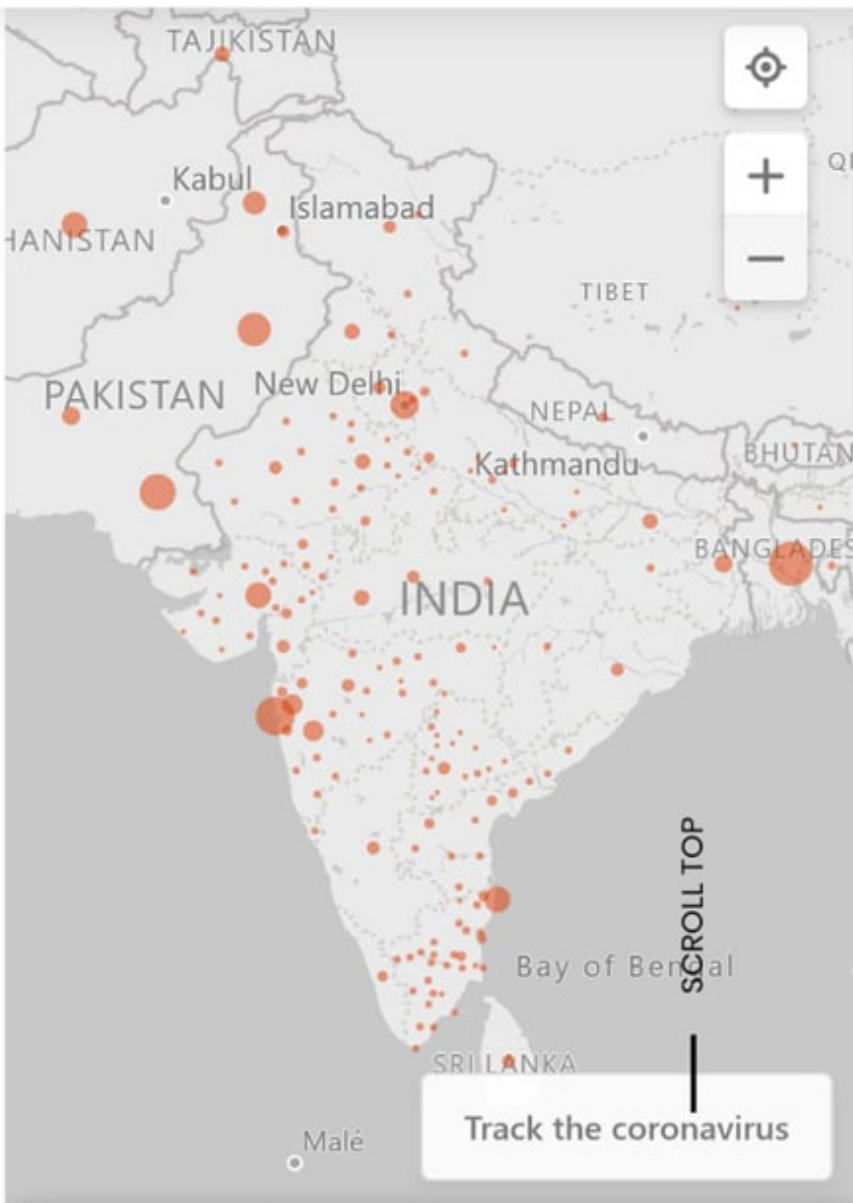 TAJIKISTAN
QI
Kabul
Islamabad
HANISTAN
TIBET
New Delhi
PAKISTAN
NEPAL
Kathmandu
BHUTAN
BANGLADES
INDIA
SCROLL TOP
Bay of Bengal
SRI LANKA
Track the coronavirus
Malé